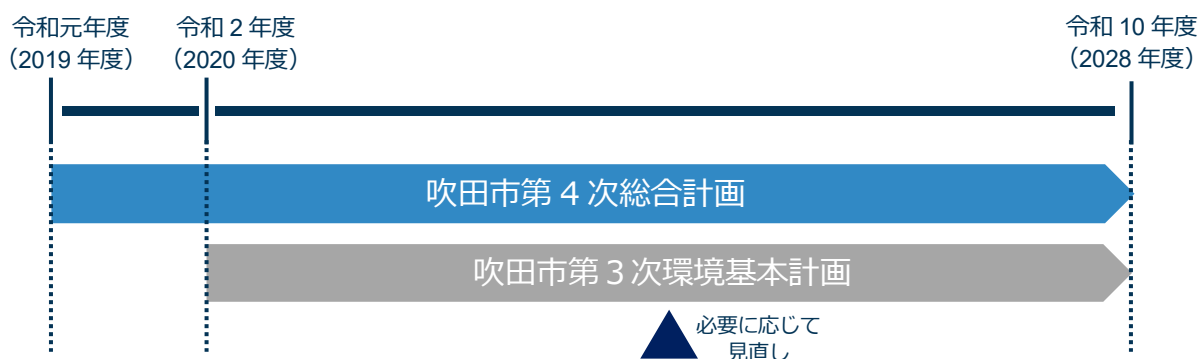 令和元年度
（2019 年度）
令和 2 年度
（2020 年度）
令和 10 年度
（2028 年度）
吹田市第 4 次総合計画
吹田市第 3 次環境基本計画
必要に応じて
見直し